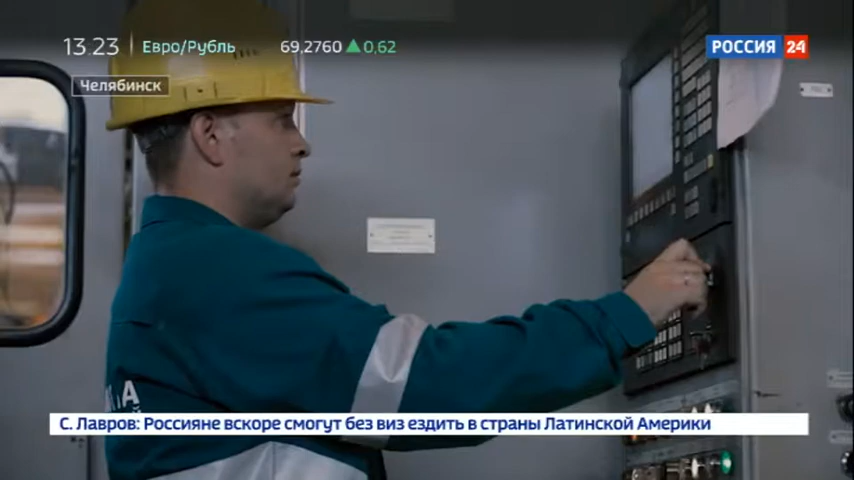 13.23 Евро/Рубль 69.2760 ▲0,62
РОССИЯ 24
Челябинск
С. Лавров: Россияне вскоре смогут без виз ездить в страны Латинской Америки